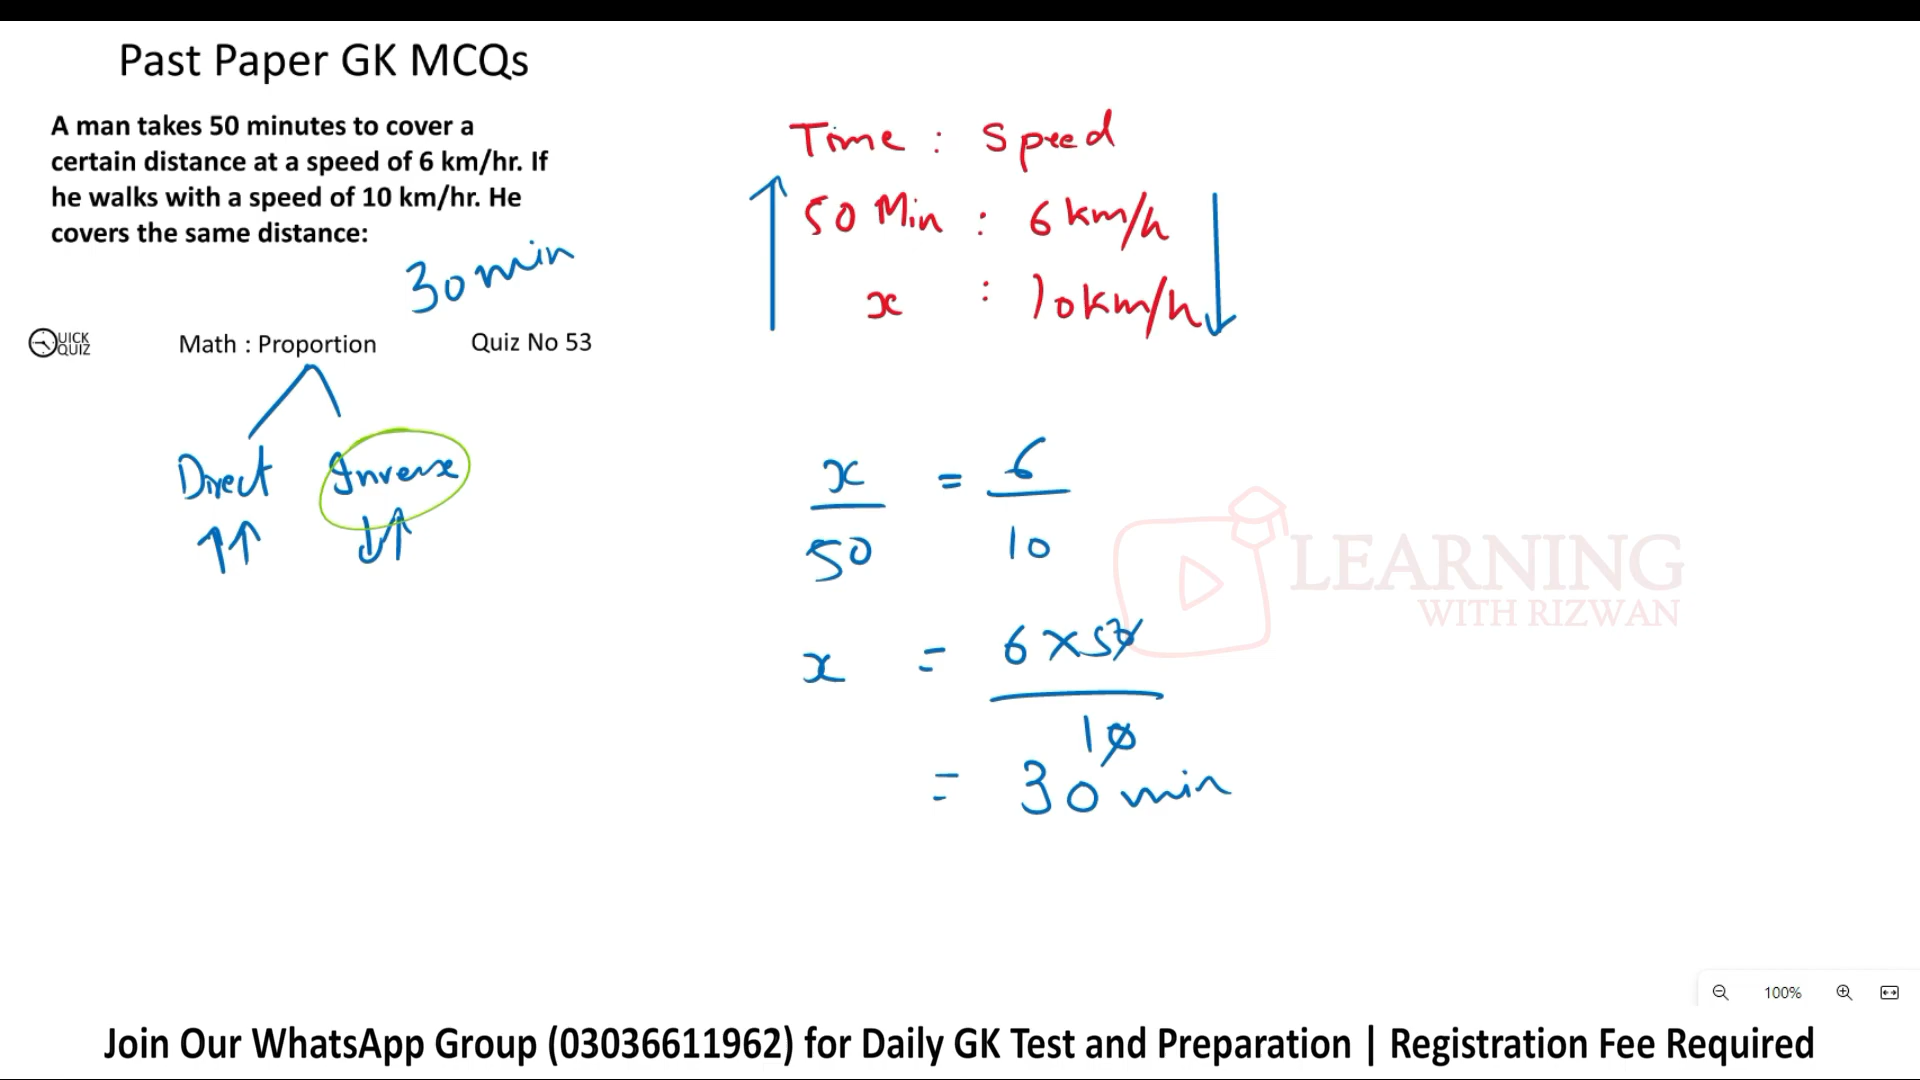 Past Paper GK MCQs
A man takes 50 minutes to cover a
certain distance at a speed of 6 km/hr. If
he walks with a speed of 10 km/hr. He
covers the same distance:
30 min
QUICK
QUIZ
Math : Proportion
Quiz No 53
Direct Inverse
Time : Speed
50 Min : 6 km/h
x : 10 km/h
x = 6
50 10
x = 6 x 50
10
= 30 min
LEARNING
WITH RIZWAN
100%
Join Our WhatsApp Group (03036611962) for Daily GK Test and Preparation | Registration Fee Required